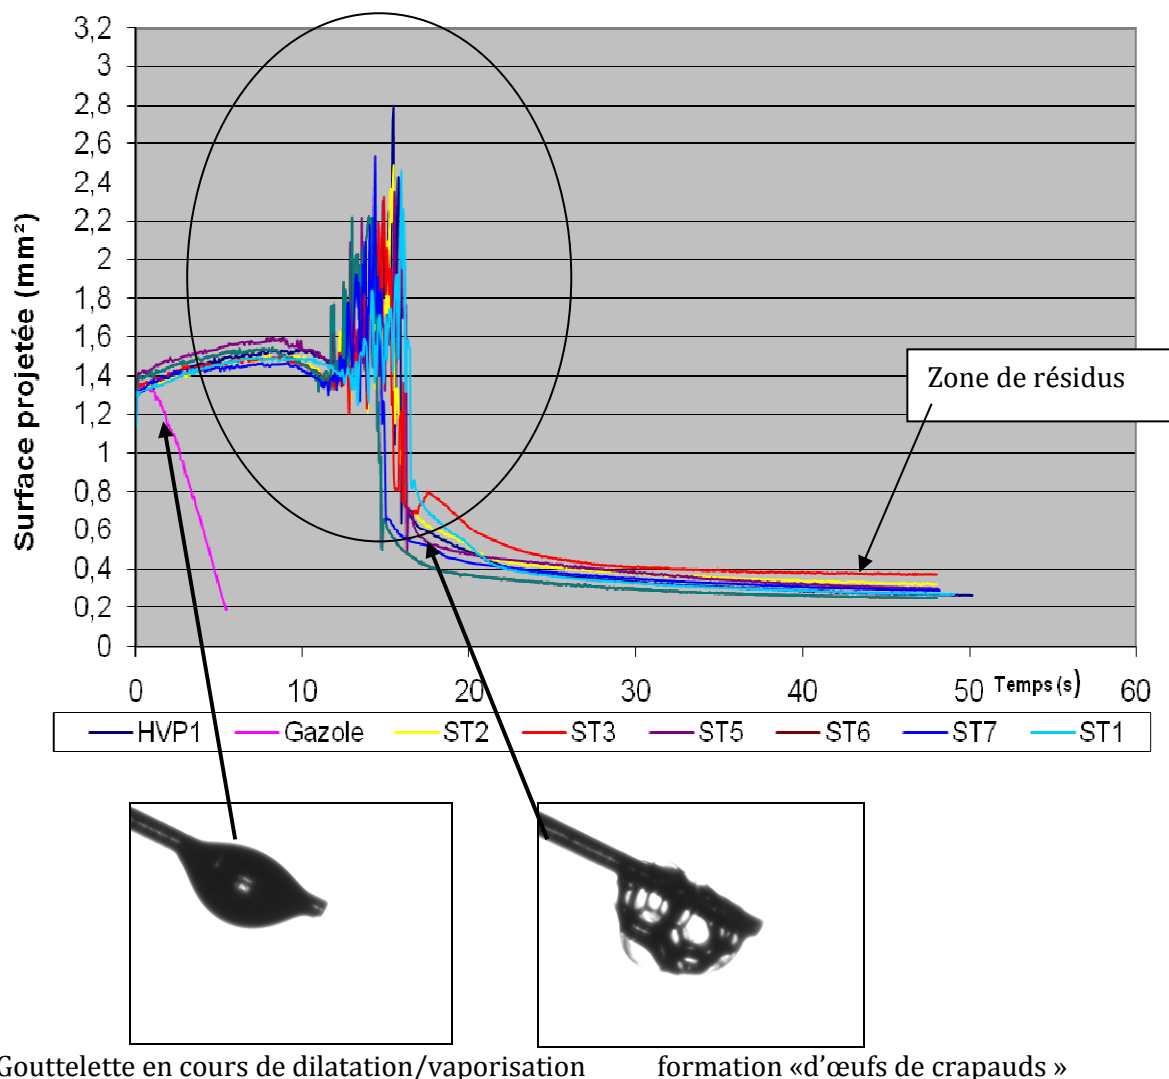 3,2
3
2,8
2,6
2,4
2,2
2
1,8
1,6
1,4
1,2
1
0,8
0,6
0,4
0,2
0
Surface projetée (mm²)
Zone de résidus
0 10 20 30 40 50 60
Temps (s)
HVP1 Gazole ST2 ST3 ST5 ST6 ST7 ST1
Gouttelette en cours de dilatation/vaporisation formation «d'œufs de crapauds »